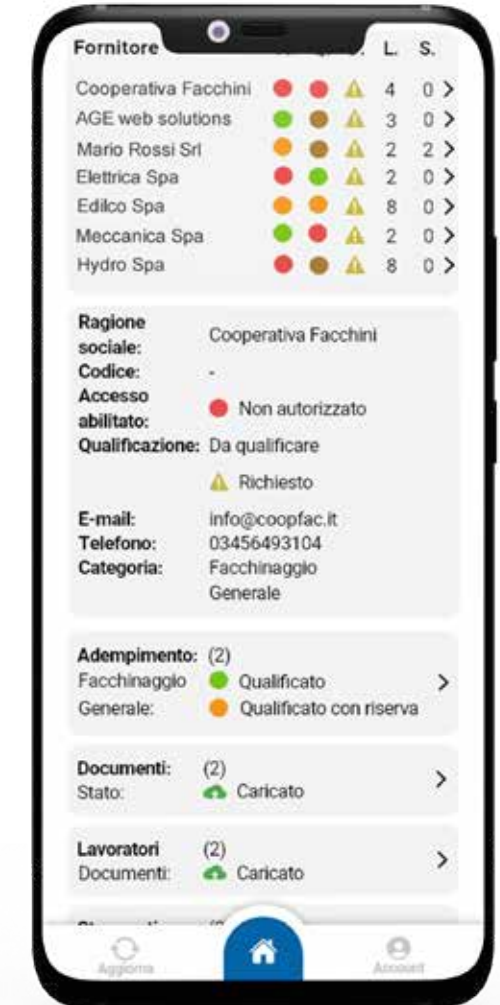 Fornitore L. S.
Cooperativa Facchini 4 0 >
AGE web solutions 3 0 >
Mario Rossi Srl 2 2 >
Elettrica Spa 2 0 >
Edilco Spa 8 0 >
Meccanica Spa 2 0 >
Hydro Spa 8 0 >
Ragione sociale: Cooperativa Facchini
Codice: -
Accesso abilitato: Non autorizzato
Qualificazione: Da qualificare
Richiesto
E-mail: info@coopfac.it
Telefono: 03456493104
Categoria: Facchinaggio
Generale
Adempimento: (2)
Facchinaggio Qualificato >
Generale: Qualificato con riserva
Documenti: (2)
Stato: Caricato >
Lavoratori (2)
Documenti: Caricato >
Aggiorna Account